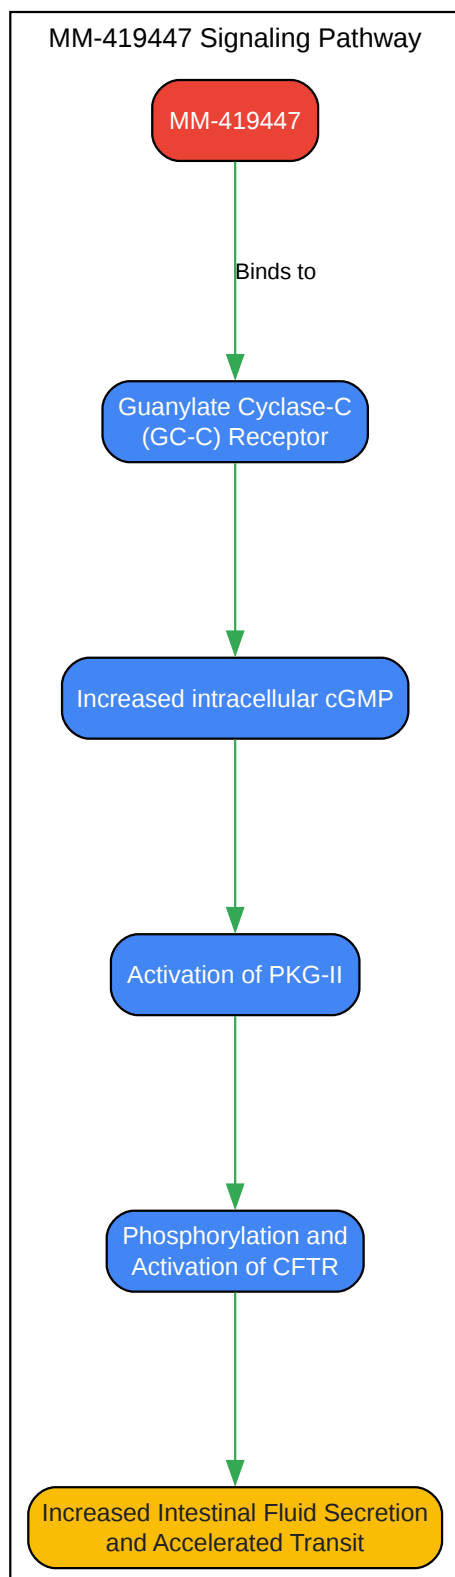 MM-419447 Signaling Pathway
MM-419447
Binds to
Guanylate Cyclase-C
(GC-C) Receptor
Increased intracellular cGMP
Activation of PKG-II
Phosphorylation and
Activation of CFTR
Increased Intestinal Fluid Secretion
and Accelerated Transit